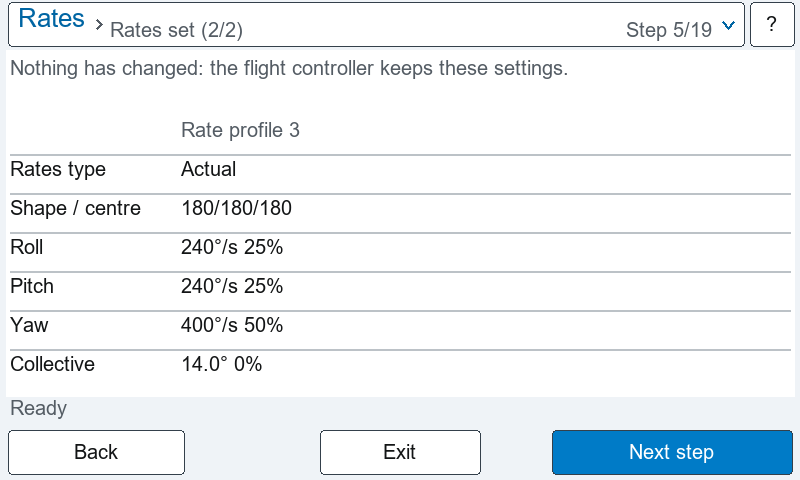 Rates > Rates set (2/2) Step 5/19 ?
Nothing has changed: the flight controller keeps these settings.
Rate profile 3
Rates type Actual
Shape / centre 180/180/180
Roll 240°/s 25%
Pitch 240°/s 25%
Yaw 400°/s 50%
Collective 14.0° 0%
Ready
Back Exit Next step